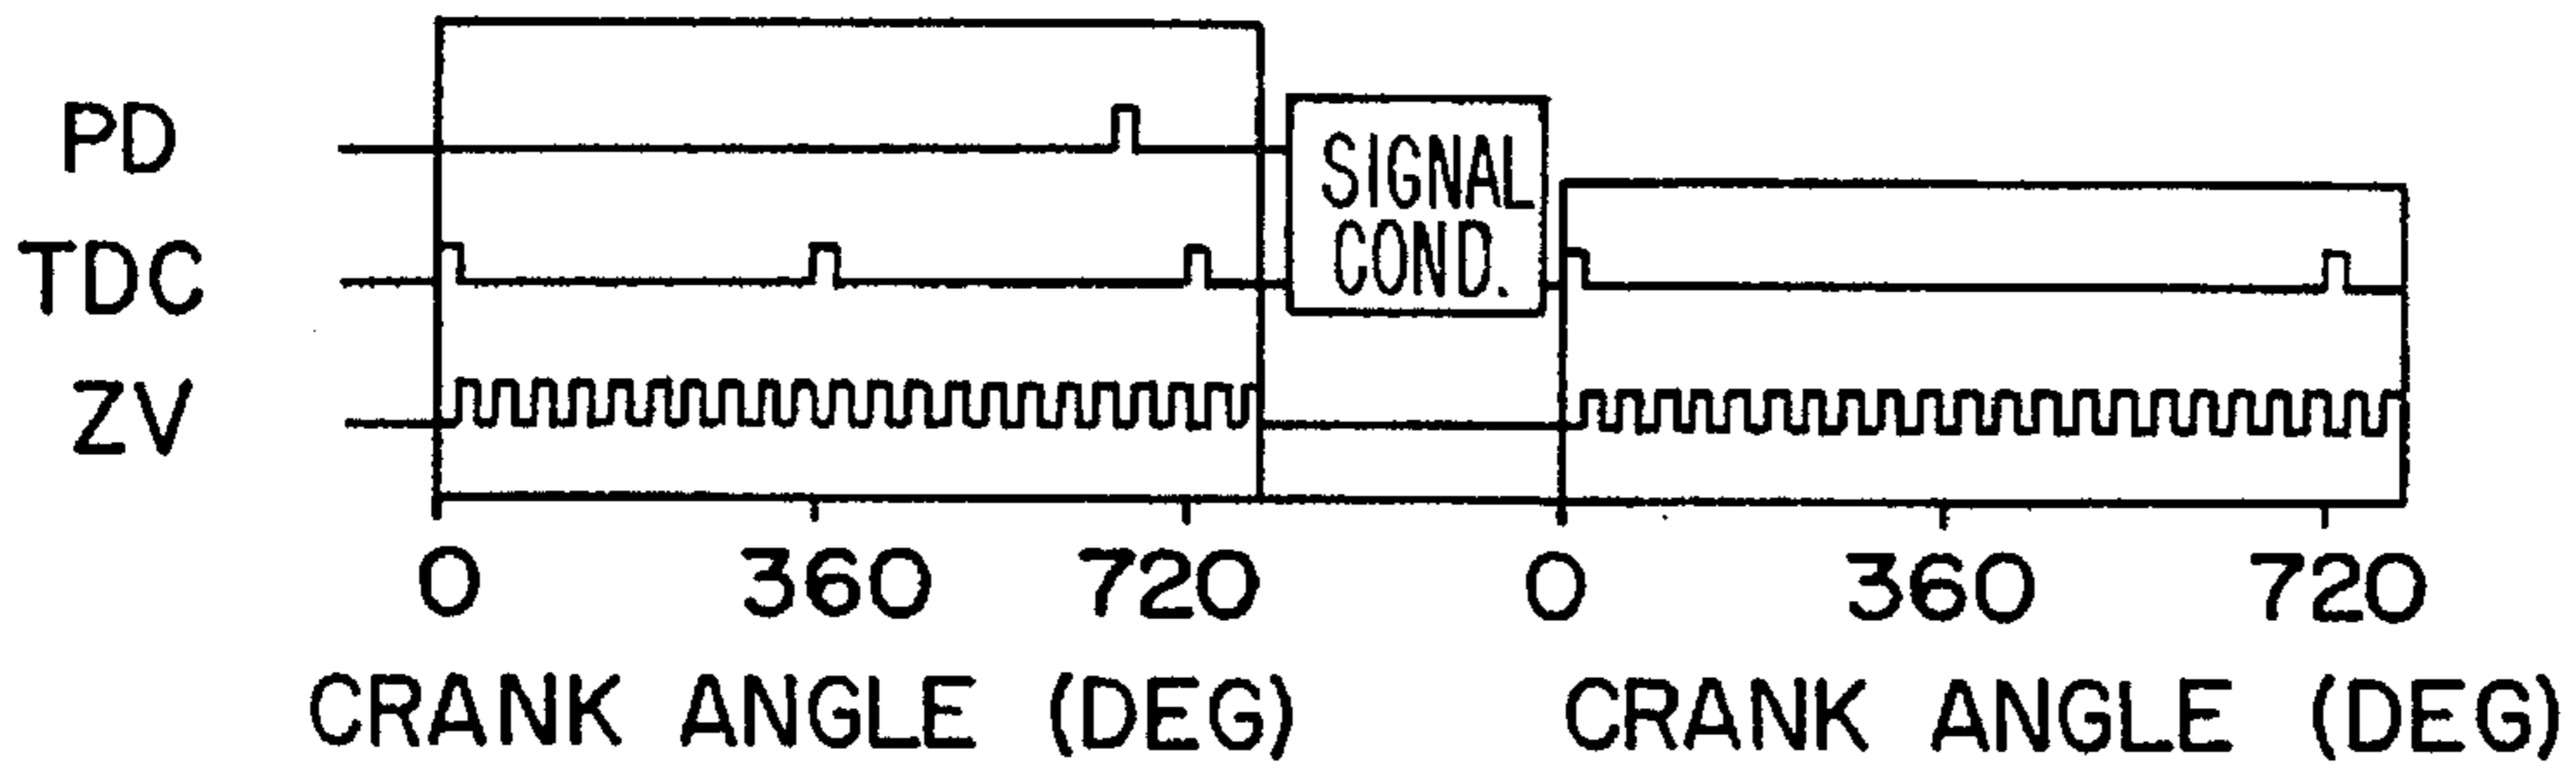 PD
TDC
ZV
SIGNAL
COND.
0 360 720 0 360 720
CRANK ANGLE (DEG) CRANK ANGLE (DEG)